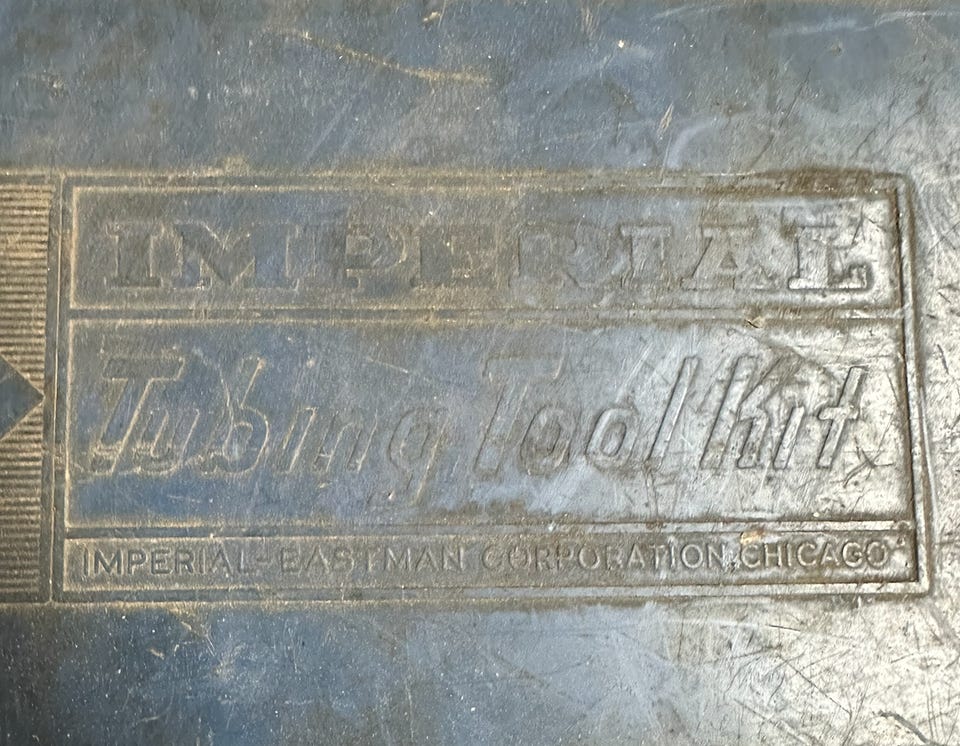 IMPERIAL
Tubing Tool Kit
IMPERIAL-EASTMAN CORPORATION, CHICAGO